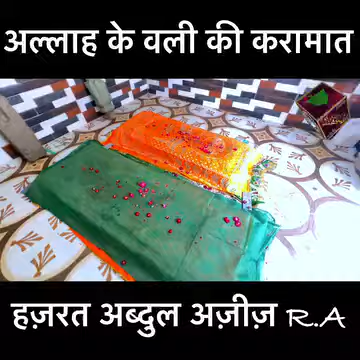 अल्लाह के वली की करामात
हज़रत अब्दुल अज़ीज़ R.A